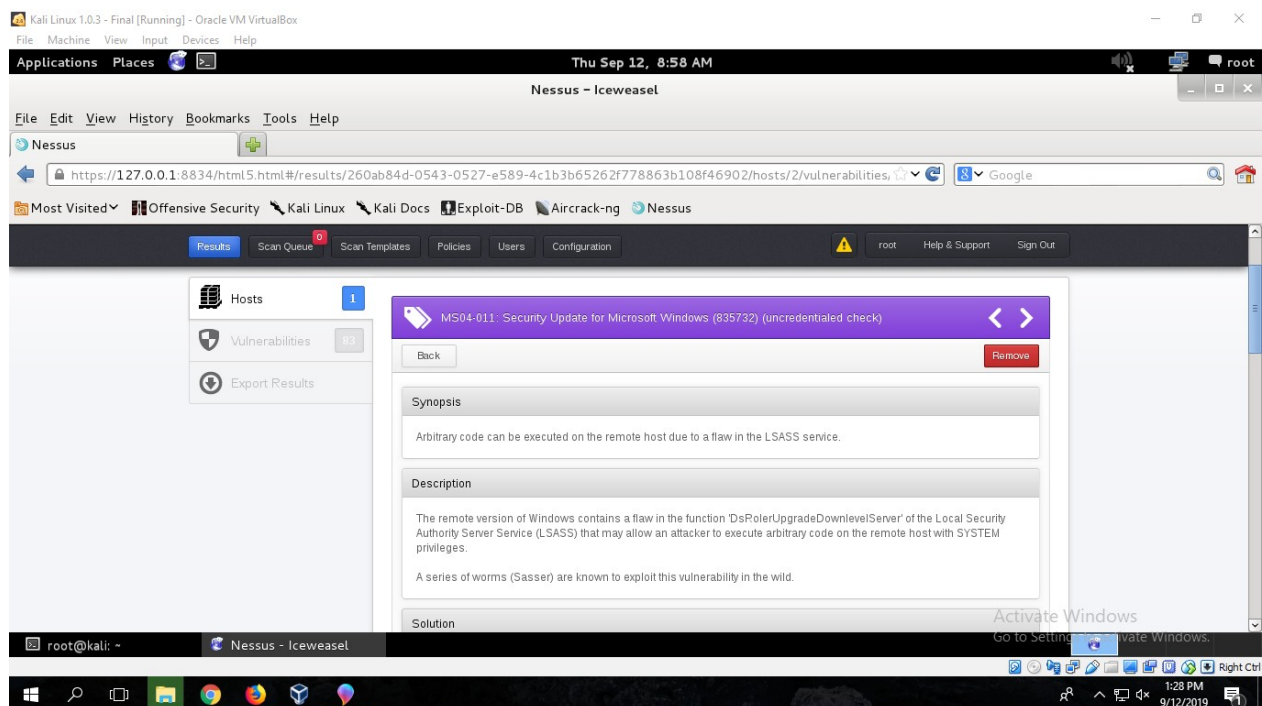 Kali Linux 1.0.3 - Final [Running] - Oracle VM VirtualBox
File Machine View Input Devices Help
Applications Places Thu Sep 12, 8:58 AM root
Nessus - Iceweasel
File Edit View History Bookmarks Tools Help
Nessus
https://127.0.0.1:8834/html5.html#/results/260ab84d-0543-0527-e589-4c1b3b65262f778863b108f46902/hosts/2/vulnerabilities, Google
Most Visited Offensive Security Kali Linux Kali Docs Exploit-DB Aircrack-ng Nessus
Results Scan Queue 0 Scan Templates Policies Users Configuration root Help & Support Sign Out
Hosts 1
Vulnerabilities 83
Export Results
MS04-011: Security Update for Microsoft Windows (835732) (uncredentialed check)
Back Remove
Synopsis
Arbitrary code can be executed on the remote host due to a flaw in the LSASS service.
Description
The remote version of Windows contains a flaw in the function 'DsRolerUpgradeDownlevelServer' of the Local Security
Authority Server Service (LSASS) that may allow an attacker to execute arbitrary code on the remote host with SYSTEM
privileges.
A series of worms (Sasser) are known to exploit this vulnerability in the wild.
Solution
Activate Windows
Go to Settings Windows.
root@kali: ~ Nessus - Iceweasel
Right Ctrl
1:28 PM
9/12/2019
1